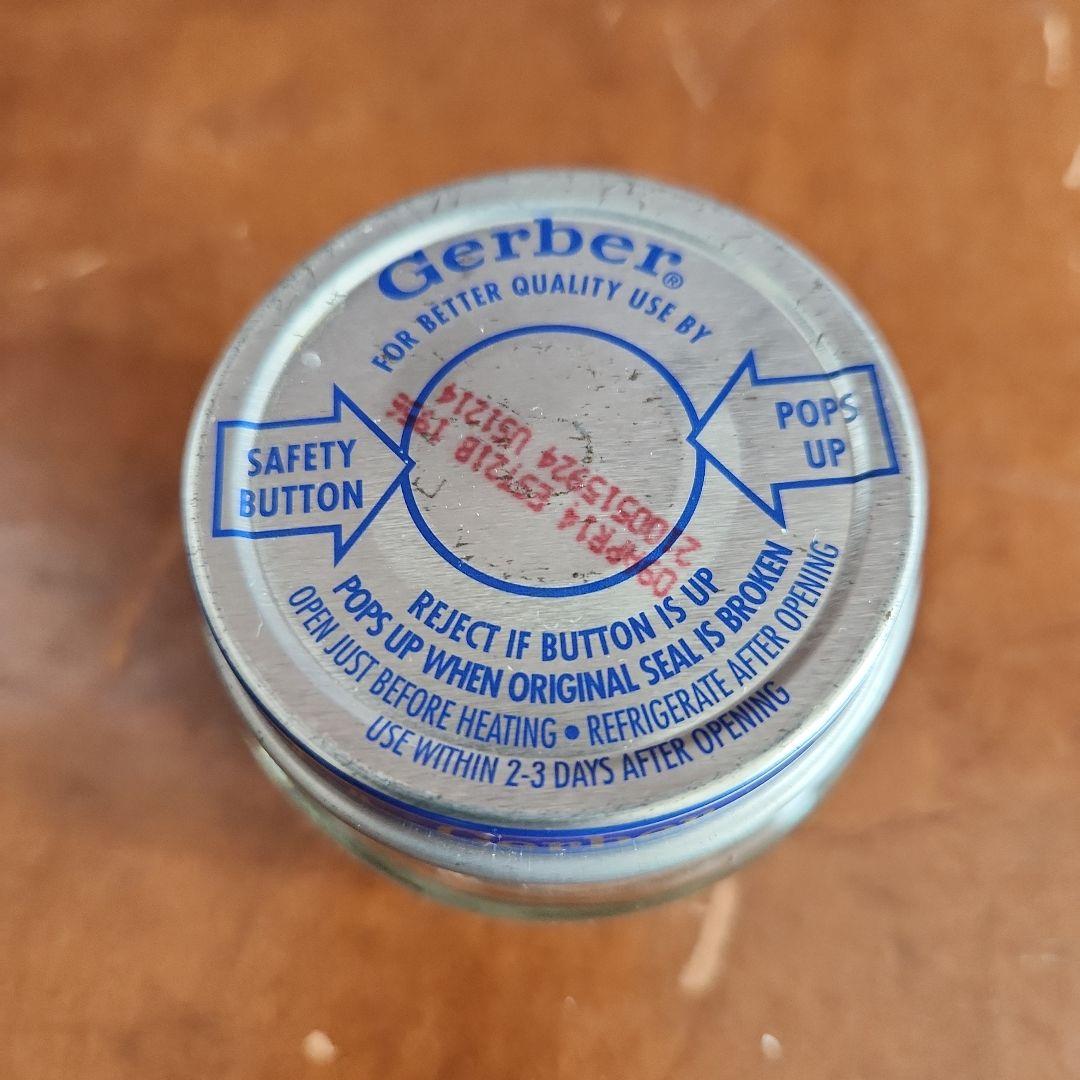 Gerber®
FOR BETTER QUALITY USE BY
SAFETY
BUTTON
POPS
UP
REJECT IF BUTTON IS UP
POPS UP WHEN ORIGINAL SEAL IS BROKEN
OPEN JUST BEFORE HEATING • REFRIGERATE AFTER OPENING
USE WITHIN 2-3 DAYS AFTER OPENING
Gerber